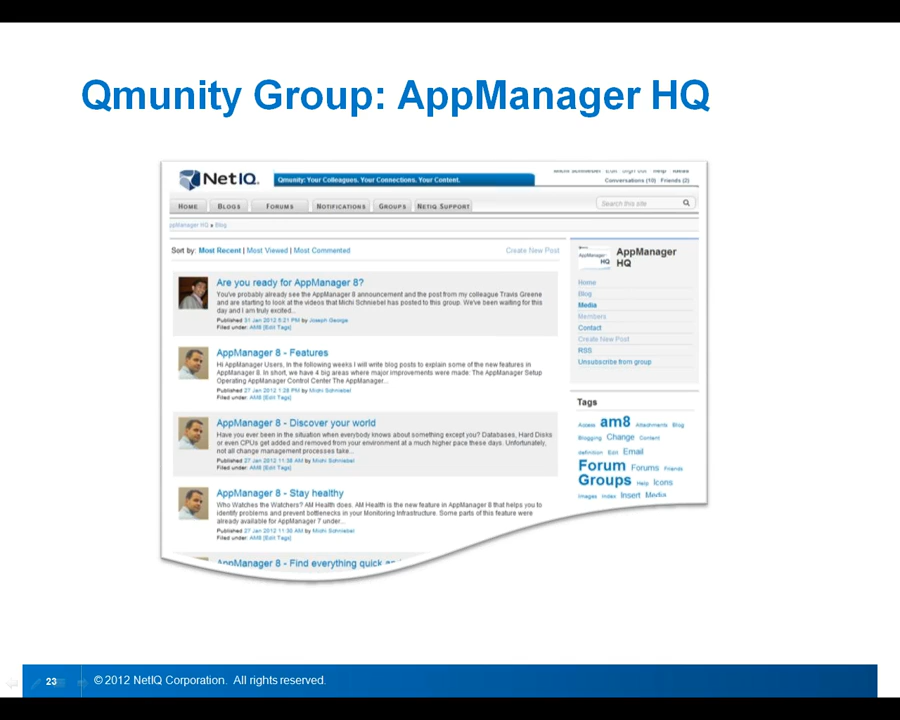 Qmunity Group: AppManager HQ
NetIQ.
Qmunity: Your Colleagues. Your Connections. Your Content.
Conversations (10) Friends (2)
HOME BLOGS FORUMS NOTIFICATIONS GROUPS NETIQ SUPPORT
Search this site
ppManager HQ » Blog
Sort by: Most Recent | Most Viewed | Most Commented
Create New Post
Are you ready for AppManager 8?
You've probably already see the AppManager 8 announcement and the post from my colleague Travis Greene
and are starting to look at the videos that Michi Schniebel has posted to this group. We've been waiting for this
day and I am truly excited...
Published 31 Jan 2012 5:21 PM by Joseph George
Filed under: AM8 [Edit Tags]
AppManager 8 - Features
Hi AppManager Users, In the following weeks I will write blog posts to explain some of the new features in
AppManager 8. In short, we have 4 big areas where major improvements were made: The AppManager Setup
Operating AppManager Control Center The AppManager...
Published 27 Jan 2012 1:28 PM by Michi Schniebel
Filed under: AM8 [Edit Tags]
AppManager 8 - Discover your world
Have you ever been in the situation when everybody knows about something except you? Databases, Hard Disks
or even CPUs get added and removed from your environment at a much higher pace these days. Unfortunately,
not all change management processes take...
Published 27 Jan 2012 11:38 AM by Michi Schniebel
Filed under: AM8 [Edit Tags]
AppManager 8 - Stay healthy
Who Watches the Watchers? AM Health does. AM Health is the new feature in AppManager 8 that helps you to
identify problems and prevent bottlenecks in your Monitoring Infrastructure. Some parts of this feature were
already available for AppManager 7 under...
Published 27 Jan 2012 11:30 AM by Michi Schniebel
Filed under: AM8 [Edit Tags]
AppManager 8 - Find everything quick
AppManager
HQ
AppManager
HQ
Home
Blog
Media
Members
Contact
Create New Post
RSS
Unsubscribe from group
Tags
Access am8 Attachments Blog
Blogging Change Content
definition Edit Email
Forum Forums Friends
Groups Help Icons
Images Index Insert Media
23
© 2012 NetIQ Corporation. All rights reserved.